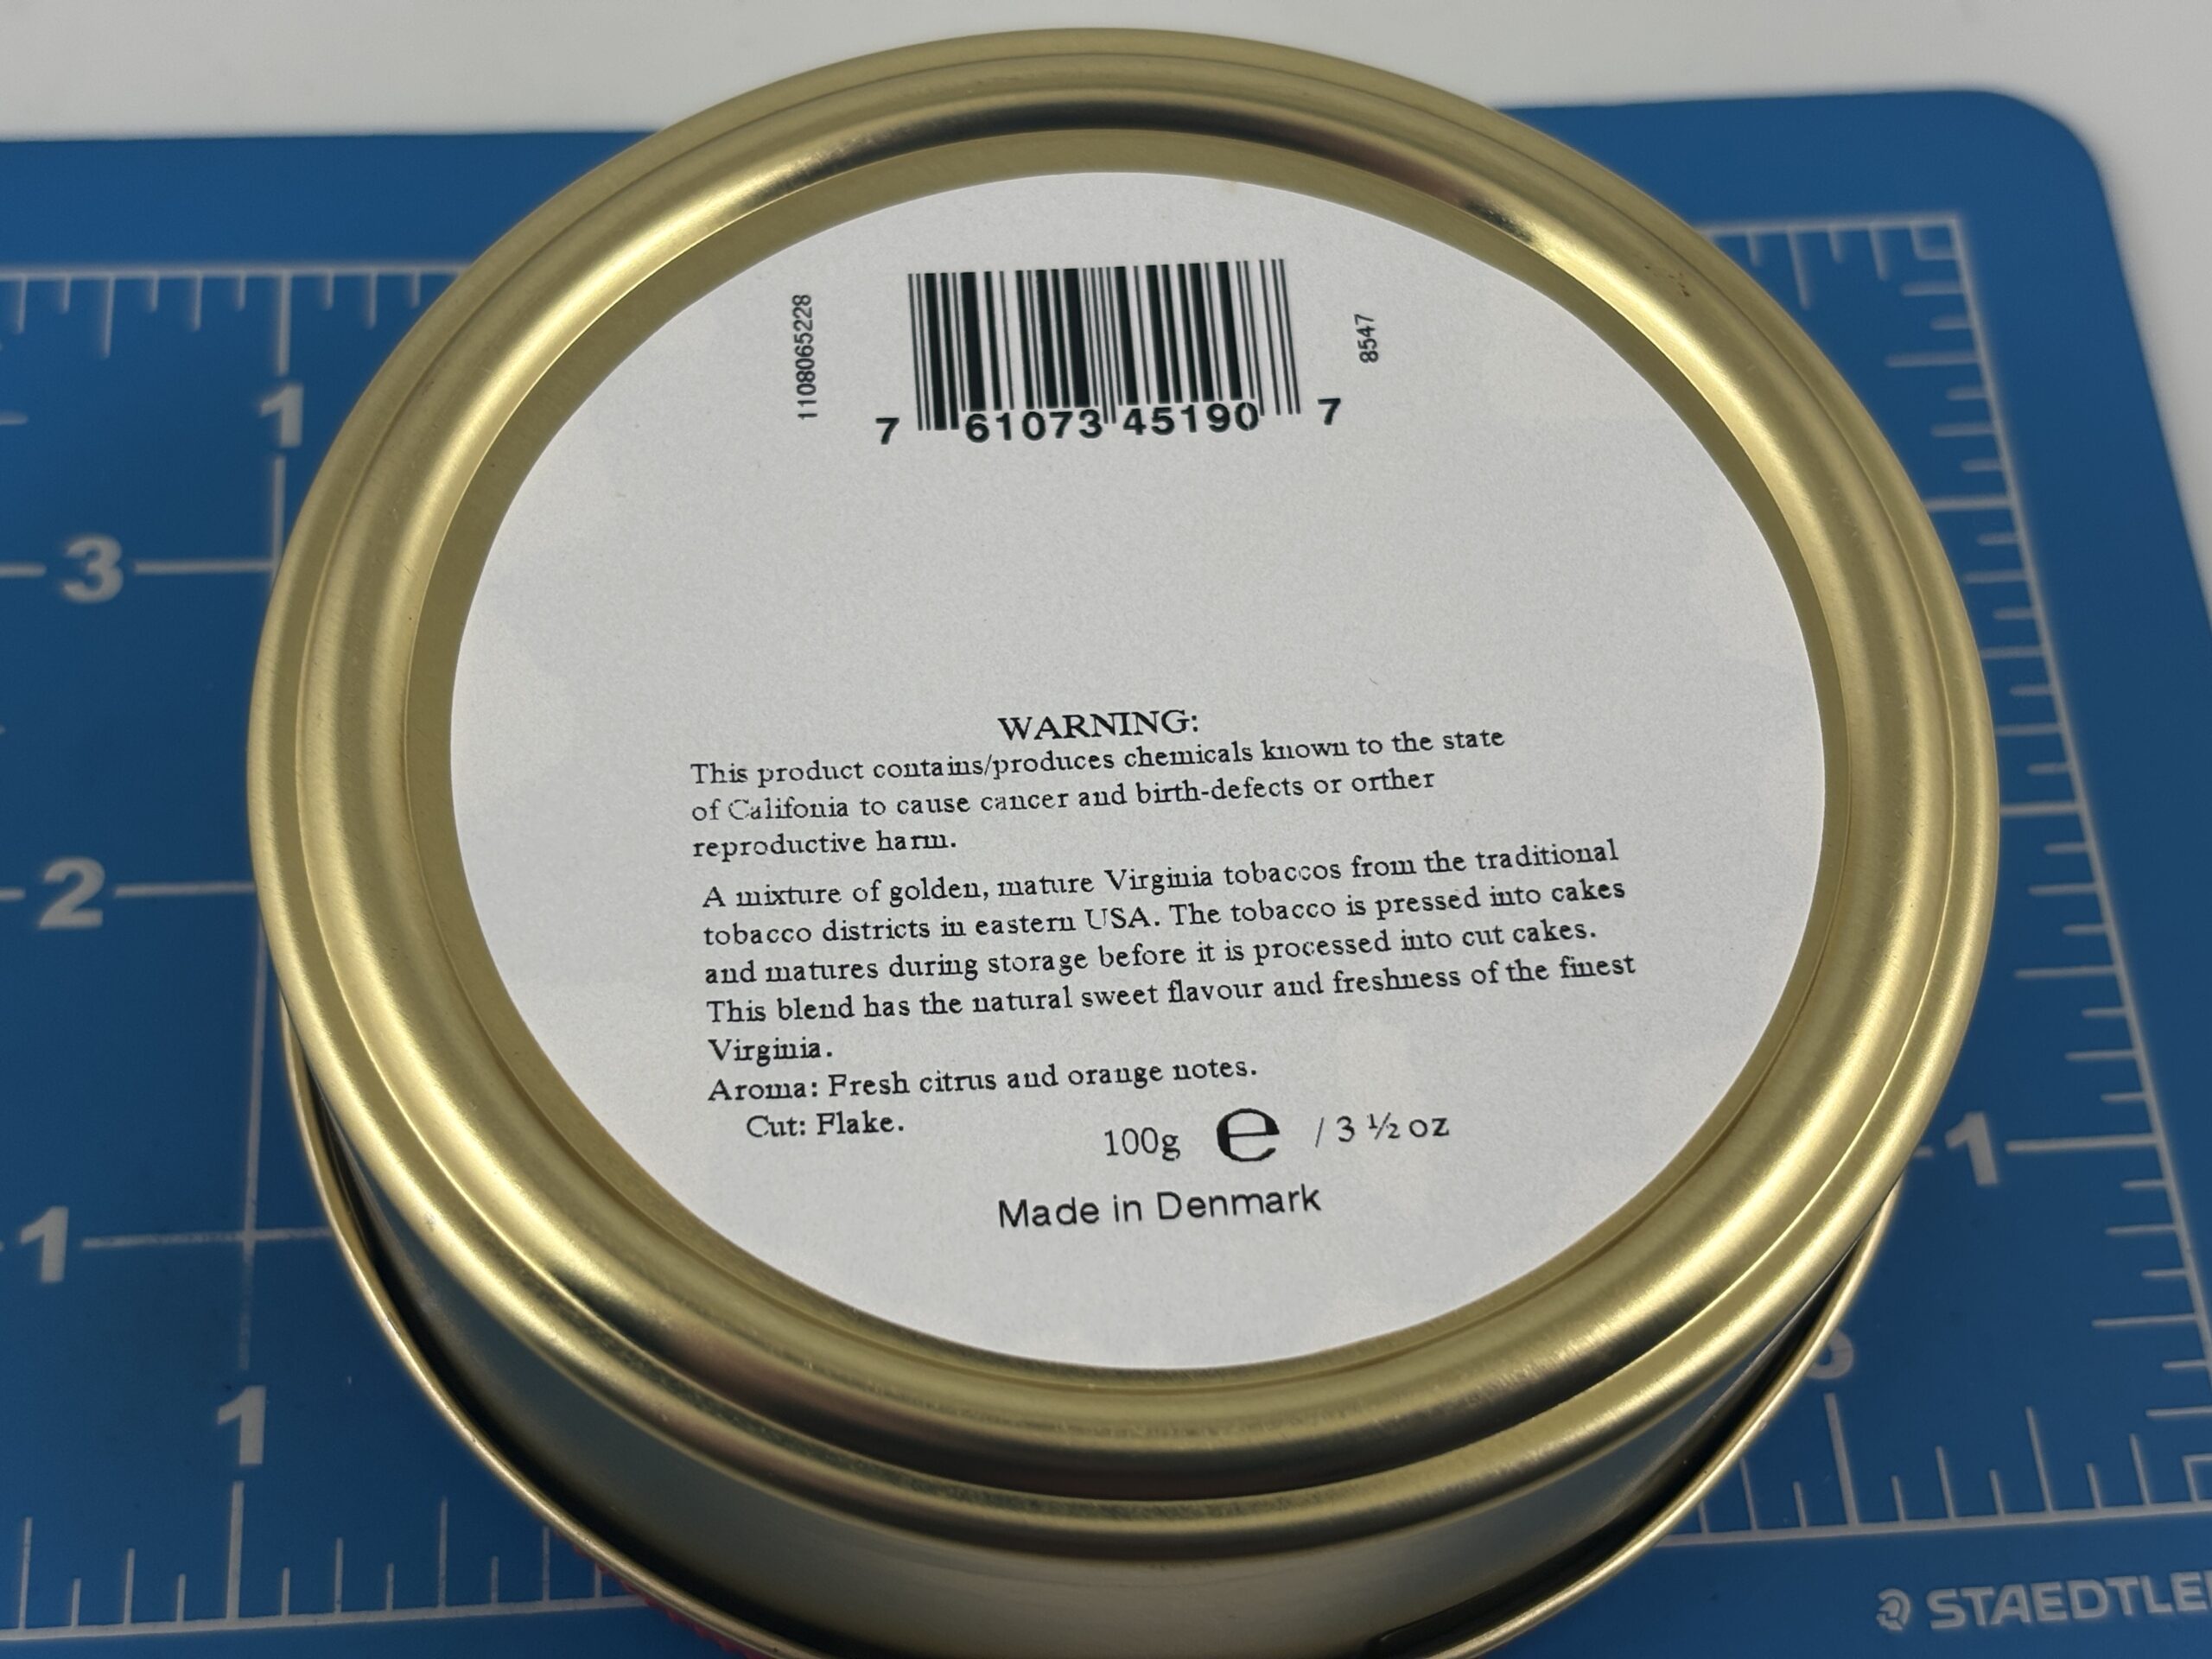 1108065228
8547
7 61073 45190 7
WARNING:
This product contains/produces chemicals known to the state
of Califonia to cause cancer and birth-defects or orther
reproductive harm.
A mixture of golden, mature Virginia tobaccos from the traditional
tobacco districts in eastern USA. The tobacco is pressed into cakes
and matures during storage before it is processed into cut cakes.
This blend has the natural sweet flavour and freshness of the finest
Virginia.
Aroma: Fresh citrus and orange notes.
Cut: Flake.
100g e / 3 ½ oz
Made in Denmark
1
3
2
1
1
1
STAEDTLE